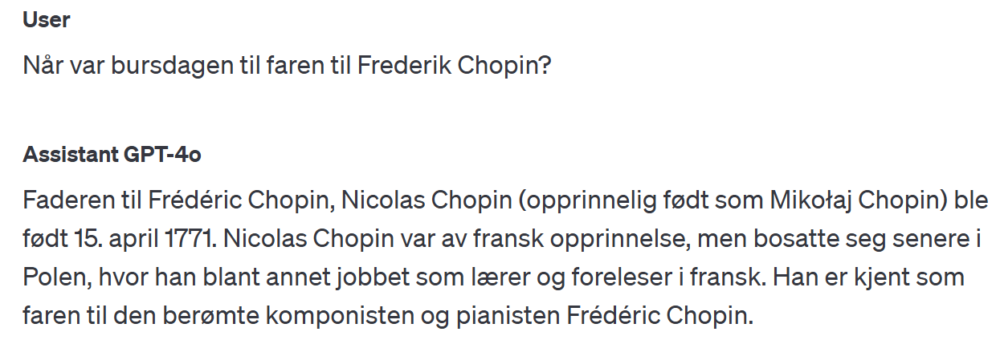 User
Når var bursdagen til faren til Frederik Chopin?
Assistant GPT-4o
Faderen til Frédéric Chopin, Nicolas Chopin (opprinnelig født som Mikołaj Chopin) ble
født 15. april 1771. Nicolas Chopin var av fransk opprinnelse, men bosatte seg senere i
Polen, hvor han blant annet jobbet som lærer og foreleser i fransk. Han er kjent som
faren til den berømte komponisten og pianisten Frédéric Chopin.